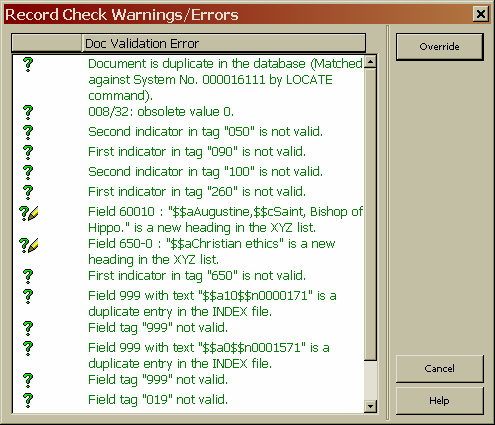 Record Check Warnings/Errors
Doc Validation Error
Override
Document is duplicate in the database (Matched
against System No. 000016111 by LOCATE
command).
008/32: obsolete value 0.
Second indicator in tag "050" is not valid.
First indicator in tag "090" is not valid.
Second indicator in tag "100" is not valid.
First indicator in tag "260" is not valid.
Field 60010 : "$$aAugustine,$$cSaint, Bishop of
Hippo." is a new heading in the XYZ list.
Field 650-0 : "$$aChristian ethics" is a new
heading in the XYZ list.
First indicator in tag "650" is not valid.
Field 999 with text "$$a10$$n0000171" is a
duplicate entry in the INDEX file.
Field tag "999" not valid.
Field 999 with text "$$a0$$n0001571" is a
duplicate entry in the INDEX file.
Field tag "999" not valid.
Field tag "019" not valid.
Cancel
Help